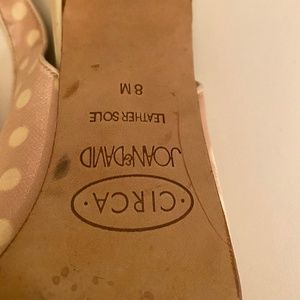 ·CIRCA·
JOAN & DAVID
LEATHER SOLE
8 M